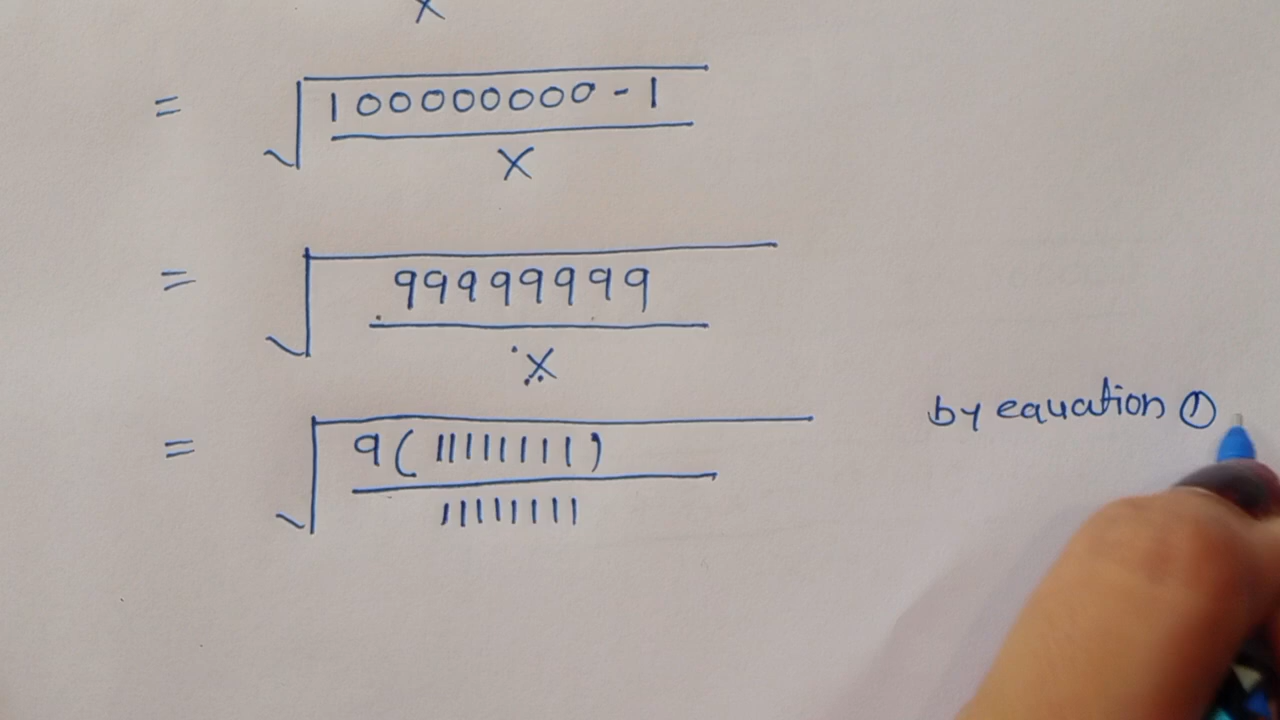 x
= √100000000-1
x
= √99999999
x
by equation ①
= √9(11111111)
11111111